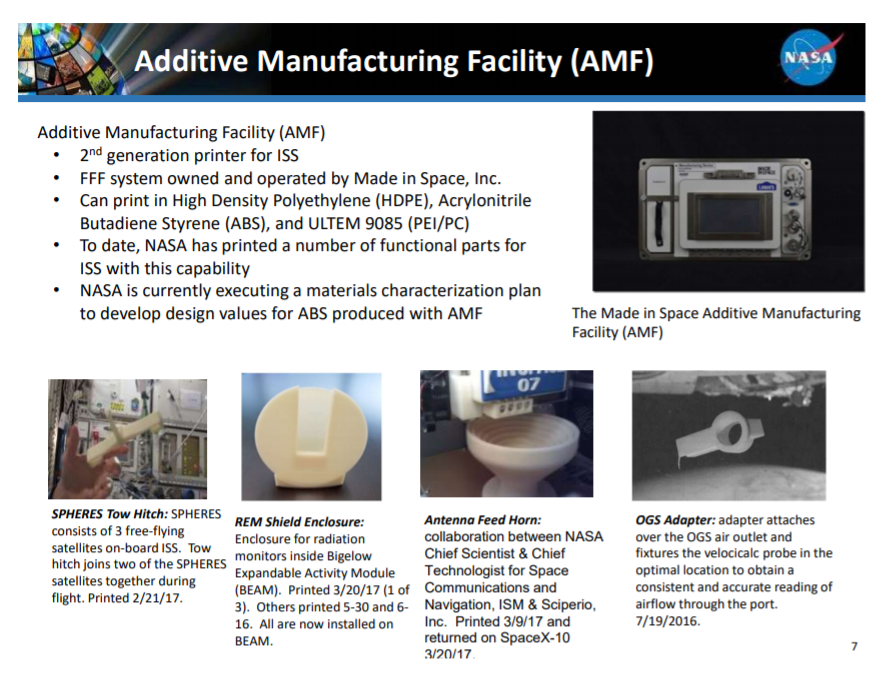 Additive Manufacturing Facility (AMF)
NASA
Additive Manufacturing Facility (AMF)
• 2nd generation printer for ISS
• FFF system owned and operated by Made in Space, Inc.
• Can print in High Density Polyethylene (HDPE), Acrylonitrile
Butadiene Styrene (ABS), and ULTEM 9085 (PEI/PC)
• To date, NASA has printed a number of functional parts for
ISS with this capability
• NASA is currently executing a materials characterization plan
to develop design values for ABS produced with AMF
LOWE'S
The Made in Space Additive Manufacturing
Facility (AMF)
07
SPHERES Tow Hitch: SPHERES
consists of 3 free-flying
satellites on-board ISS. Tow
hitch joins two of the SPHERES
satellites together during
flight. Printed 2/21/17.
REM Shield Enclosure:
Enclosure for radiation
monitors inside Bigelow
Expandable Activity Module
(BEAM). Printed 3/20/17 (1 of
3). Others printed 5-30 and 6-
16. All are now installed on
BEAM.
Antenna Feed Horn:
collaboration between NASA
Chief Scientist & Chief
Technologist for Space
Communications and
Navigation, ISM & Sciperio,
Inc. Printed 3/9/17 and
returned on SpaceX-10
3/20/17.
OGS Adapter: adapter attaches
over the OGS air outlet and
fixtures the velocicalc probe in the
optimal location to obtain a
consistent and accurate reading of
airflow through the port.
7/19/2016.
7